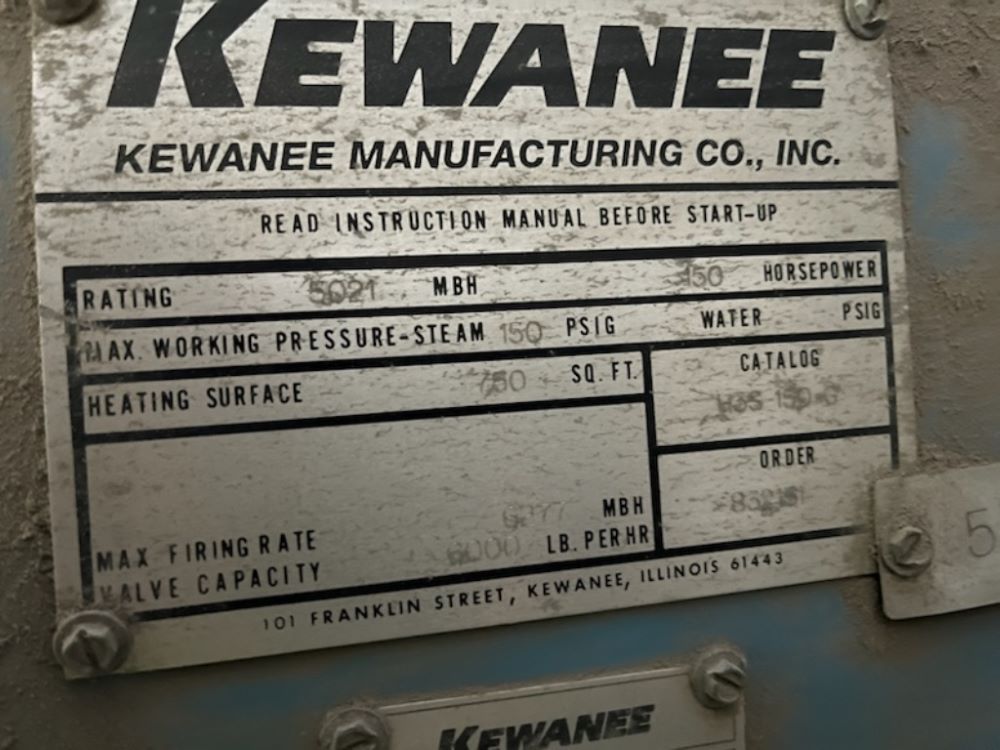 KEWANEE
KEWANEE MANUFACTURING CO., INC.
READ INSTRUCTION MANUAL BEFORE START-UP
RATING 5021 MBH 150 HORSEPOWER
MAX. WORKING PRESSURE-STEAM 150 PSIG WATER PSIG
HEATING SURFACE 750 SQ. FT.
CATALOG
ORDER
MAX FIRING RATE MBH
VALVE CAPACITY LB. PER HR
101 FRANKLIN STREET, KEWANEE, ILLINOIS 61443
5
KEWANEE